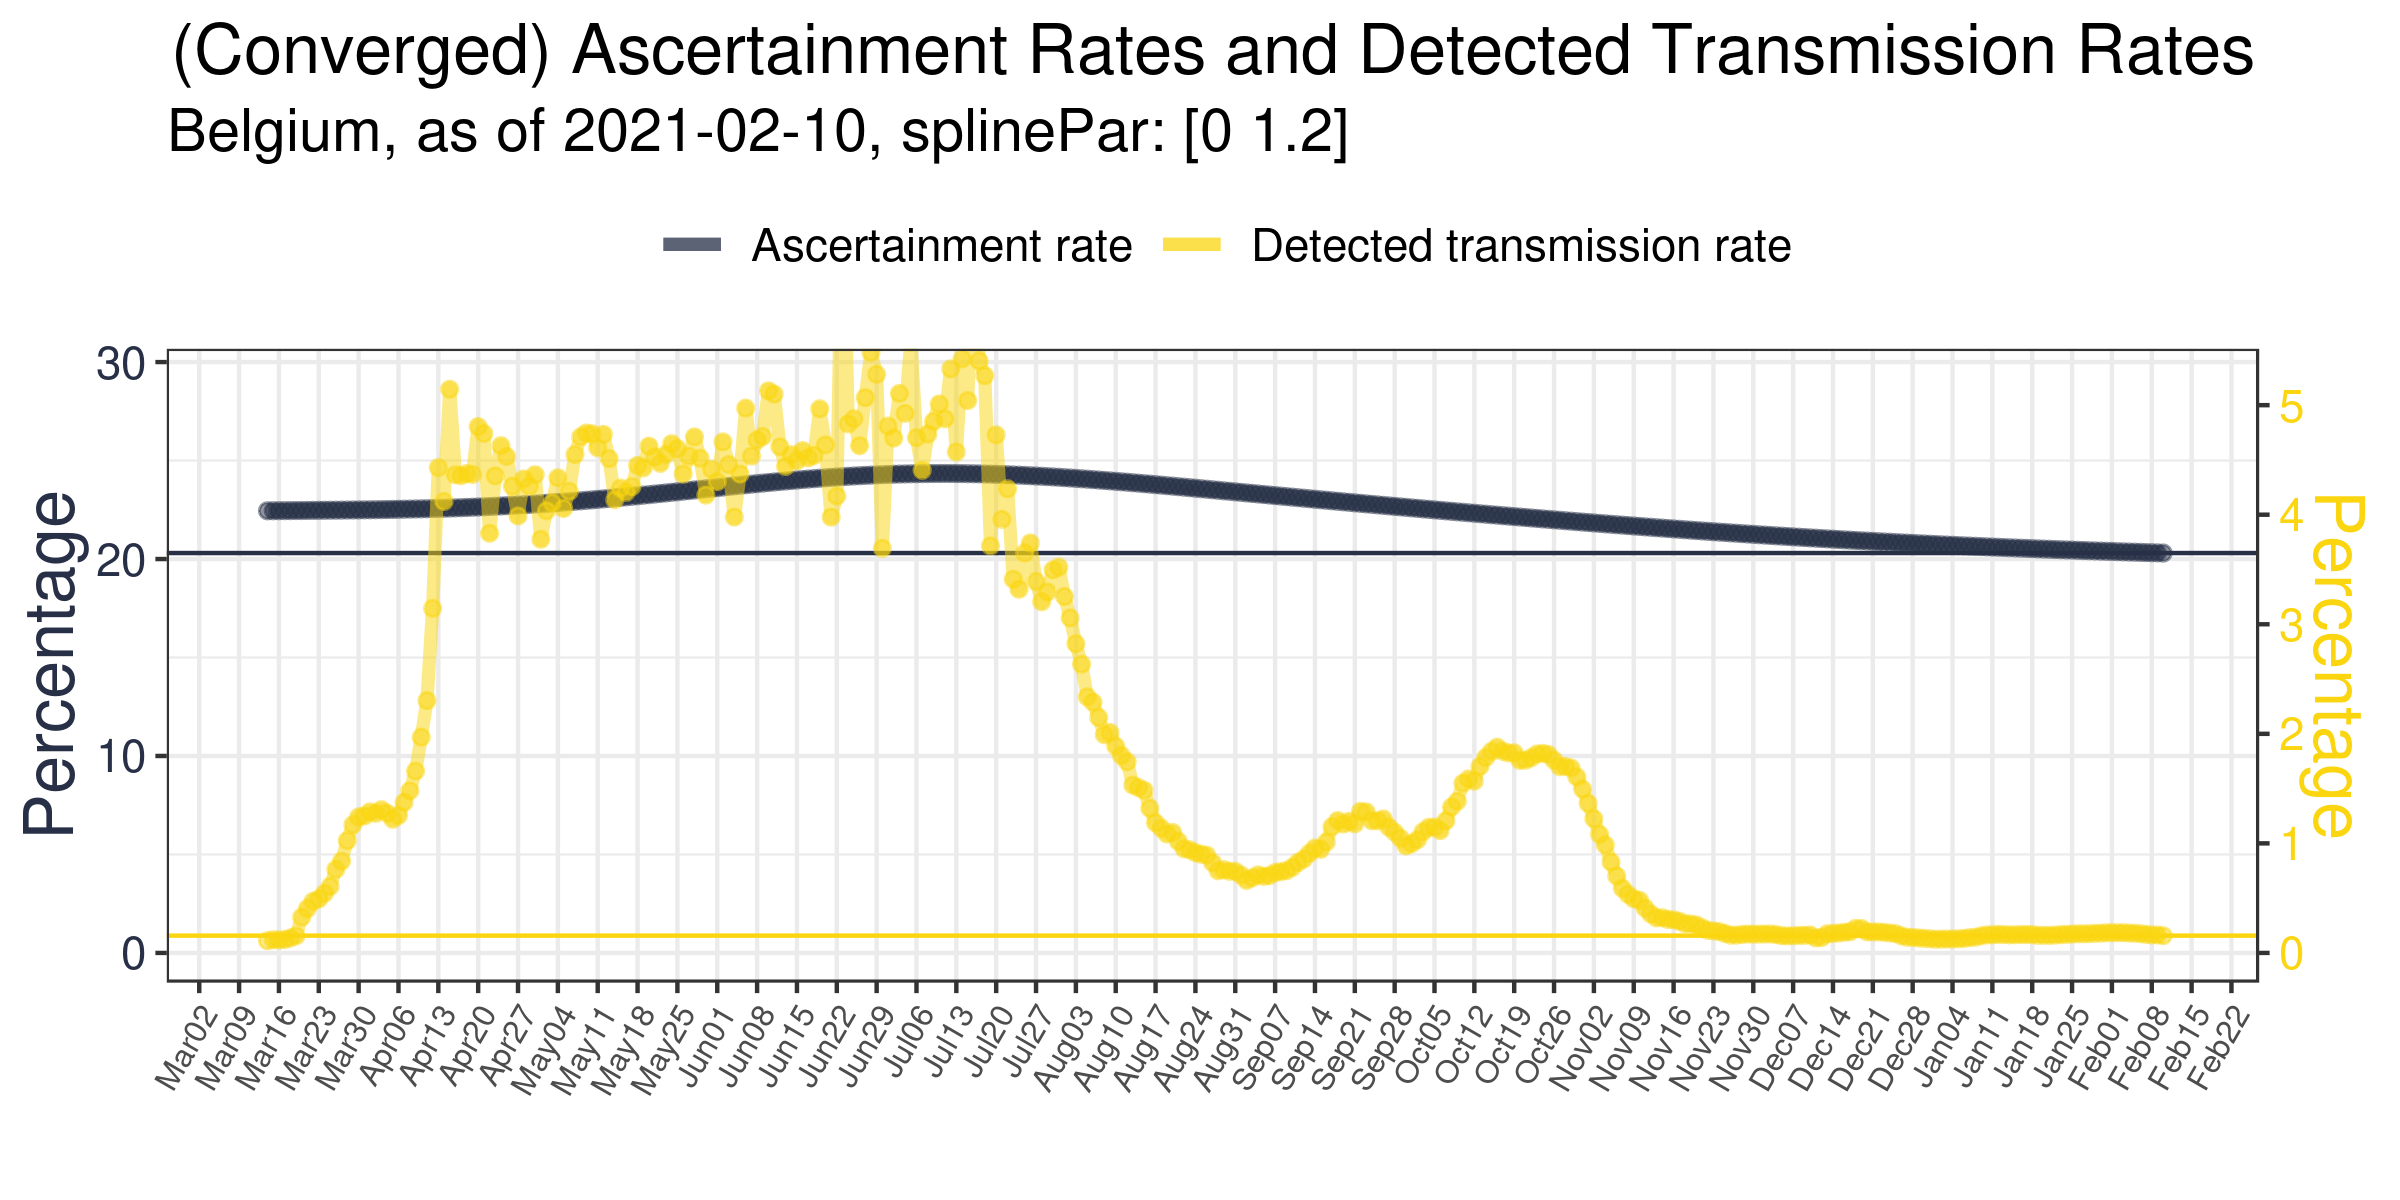 (Converged) Ascertainment Rates and Detected Transmission Rates
Belgium, as of 2021-02-10, splinePar: [0 1.2]
Ascertainment rate
Detected transmission rate
Percentage
30
20
10
0
5
4
3
2
1
0
Percentage
Mar02
Mar09
Mar16
Mar23
Mar30
Apr06
Apr13
Apr20
Apr27
May04
May11
May18
May25
Jun01
Jun08
Jun15
Jun22
Jun29
Jul06
Jul13
Jul20
Jul27
Aug03
Aug10
Aug17
Aug24
Aug31
Sep07
Sep14
Sep21
Sep28
Oct05
Oct12
Oct19
Oct26
Nov02
Nov09
Nov16
Nov23
Nov30
Dec07
Dec14
Dec21
Dec28
Jan04
Jan11
Jan18
Jan25
Feb01
Feb08
Feb15
Feb22